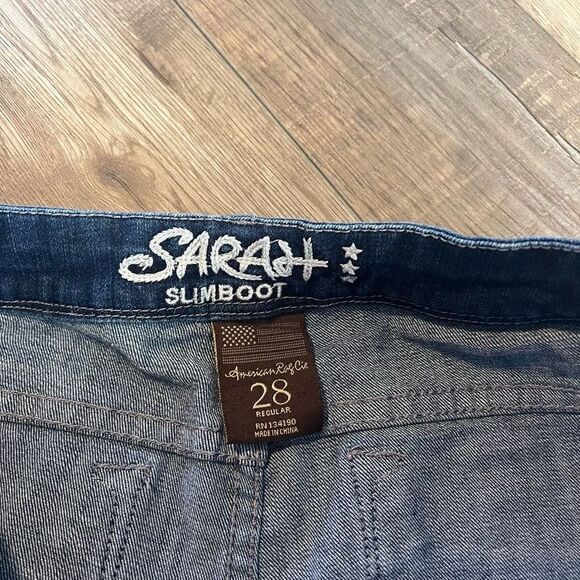 SARAH
SLIMBOOT
American Rag Cie
28
REGULAR
RN 134190
MADE IN CHINA